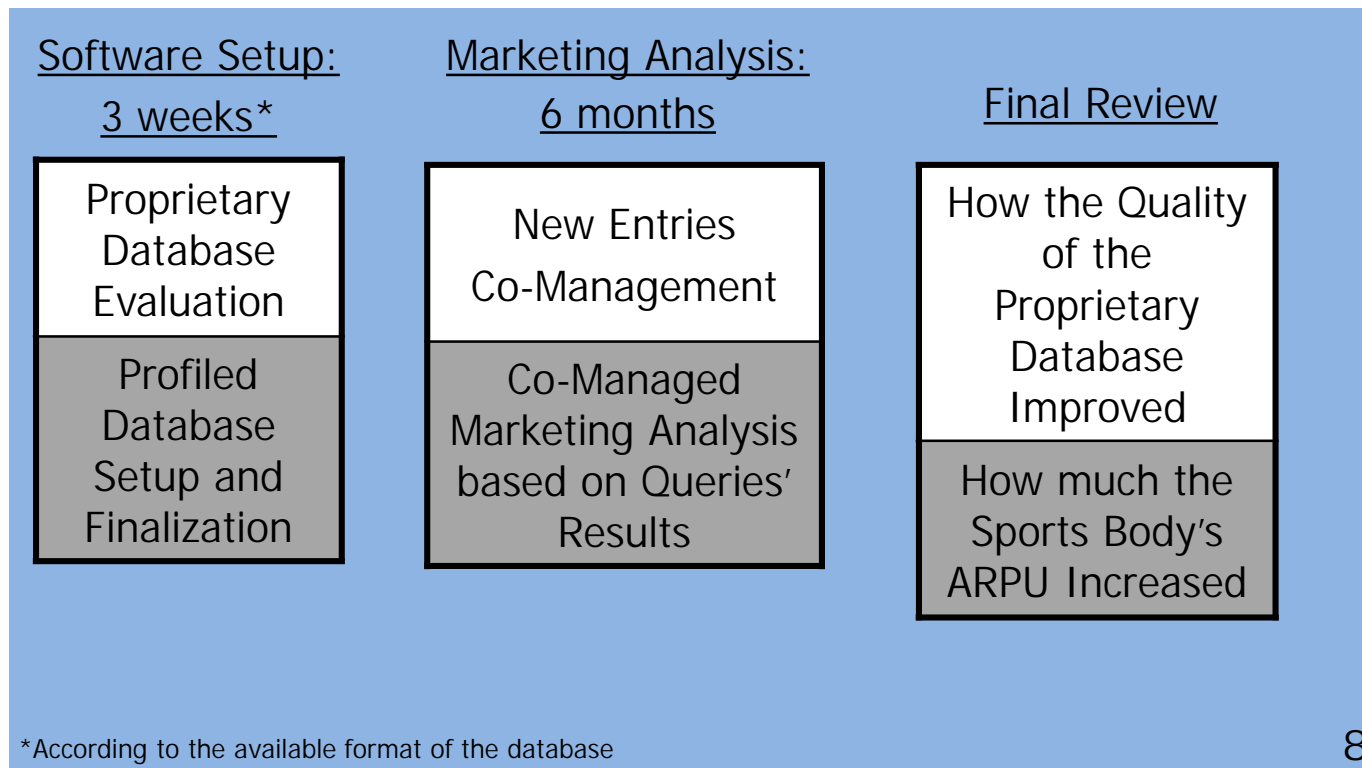 Software Setup:
3 weeks*
Proprietary
Database
Evaluation
Profiled
Database
Setup and
Finalization
Marketing Analysis:
6 months
New Entries
Co-Management
Co-Managed
Marketing Analysis
based on Queries’
Results
Final Review
How the Quality
of the
Proprietary
Database
Improved
How much the
Sports Body’s
ARPU Increased
*According to the available format of the database
8